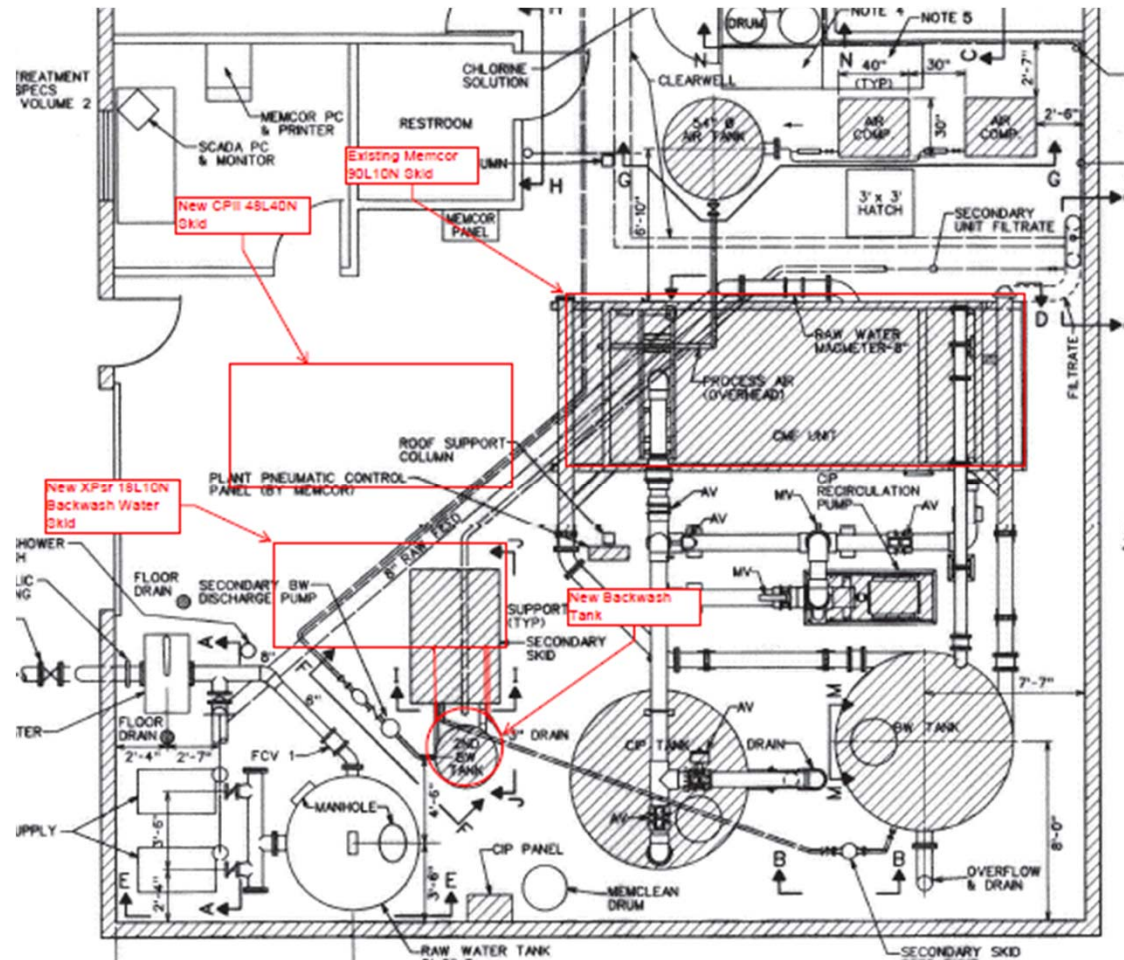 NOTE 4
NOTE 5
DRUM
N
N
C
CHLORINE
SOLUTION
CLEARWELL
40"
(TYP)
30"
2'-7"
TREATMENT
SPECS
VOLUME 2
MEMCOR PC
& PRINTER
SCADA PC
& MONITOR
RESTROOM
H
H
54" Ø
AIR TANK
AIR
COMP.
30"
AIR
COMP.
2'-6"
Existing Memcor
90L10N Skid
UMN
G
G
New CPII 48L40N
Skid
MEMCOR
PANEL
6'-10"
3' x 3'
HATCH
SECONDARY
UNIT FILTRATE
D
D
RAW WATER
MAGMETER-8"
PROCESS AIR
(OVERHEAD)
FILTRATE
CMF UNIT
ROOF SUPPORT
COLUMN
PLANT PNEUMATIC CONTROL
PANEL (BY MEMCOR)
New XPsr 18L10N
Backwash Water
Skid
CIP
RECIRCULATION
PUMP
AV
MV
AV
AV
8" RAW FEED
J
SHOWER
FLOOR
DRAIN
SECONDARY BW
DISCHARGE PUMP
MV
New Backwash
Tank
SUPPORT
(TYP)
SECONDARY
SKID
A
8"
F
6"
I
I
7'-7"
M
FLOOR
DRAIN
2'-4"
2'-7"
FCV 1
2ND
BW
TANK
3" DRAIN
CIP TANK
AV
DRAIN
BW TANK
M
J
MANHOLE
4'-6"
F
AV
UPPLY
3'-6"
2'-4"
8'-0"
CIP PANEL
B
B
E
A
E
3'-6"
MEMCLEAN
DRUM
OVERFLOW
& DRAIN
RAW WATER TANK
SECONDARY SKID